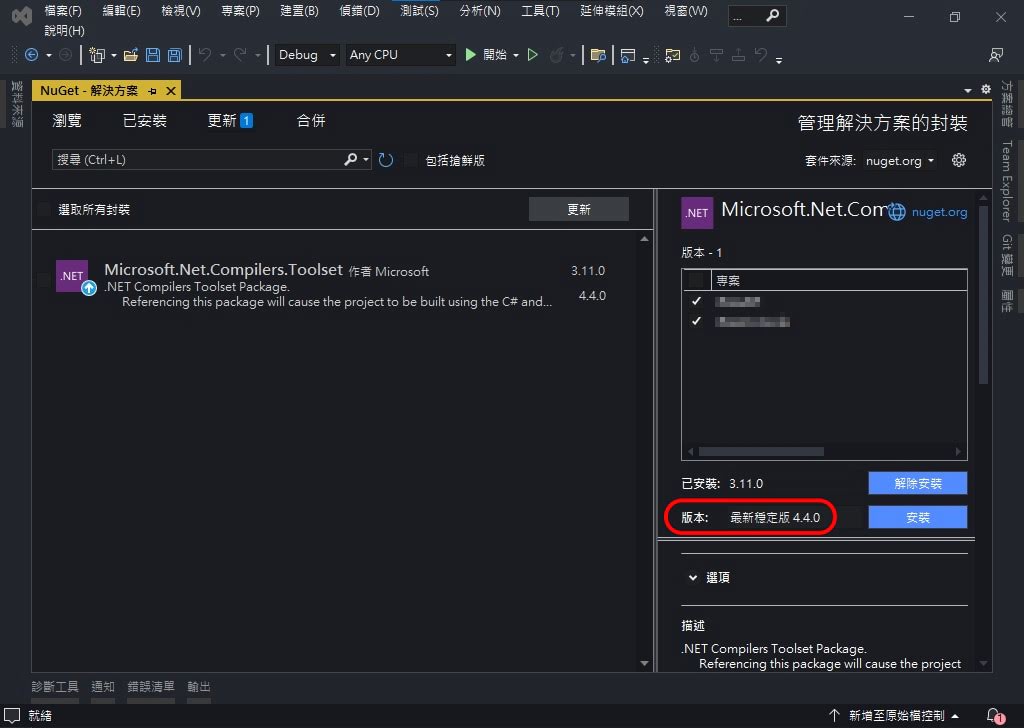 檔案(F) 編輯(E) 檢視(V) 專案(P) 建置(B) 偵錯(D) 測試(S) 分析(N) 工具(T) 延伸模組(X) 視窗(W) ...
說明(H)
Debug Any CPU 開始
資料來源
NuGet - 解決方案
瀏覽 已安裝 更新 1 合併
管理解決方案的封裝
搜尋 (Ctrl+L)
包括搶鮮版
套件來源: nuget.org
選取所有封裝
更新
.NET
Microsoft.Net.Compilers.Toolset 作者 Microsoft
3.11.0
.NET Compilers Toolset Package.
4.4.0
Referencing this package will cause the project to be built using the C# and...
.NET
Microsoft.Net.Com
nuget.org
版本 - 1
專案
已安裝: 3.11.0
解除安裝
版本: 最新穩定版 4.4.0
安裝
選項
描述
.NET Compilers Toolset Package.
Referencing this package will cause the project
方案總管
Team Explorer
Git 變更
屬性
診斷工具 通知 錯誤清單 輸出
就緒
新增至原始檔控制
1